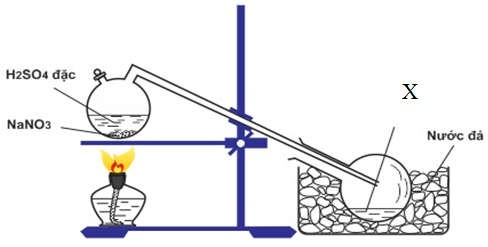 H2SO4 đặc
NaNO3
X
Nước đá